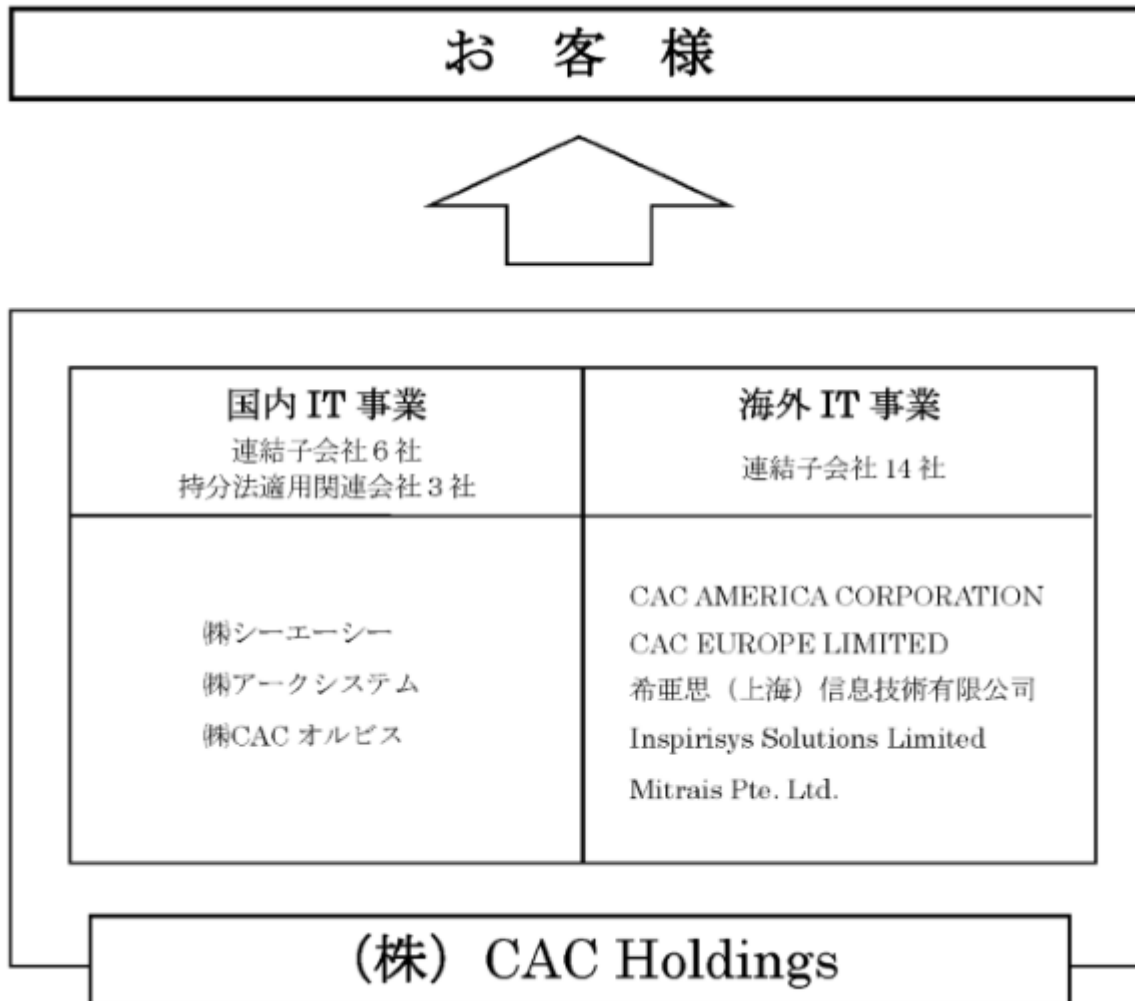 お 客 様
国内 IT 事業
連結子会社 6 社
持分法適用関連会社 3 社
海外 IT 事業
連結子会社 14 社
㈱シーエーシー
㈱アークシステム
㈱CAC オルビス
CAC AMERICA CORPORATION
CAC EUROPE LIMITED
希亜思（上海）信息技術有限公司
Inspirisys Solutions Limited
Mitrais Pte. Ltd.
（株）CAC Holdings